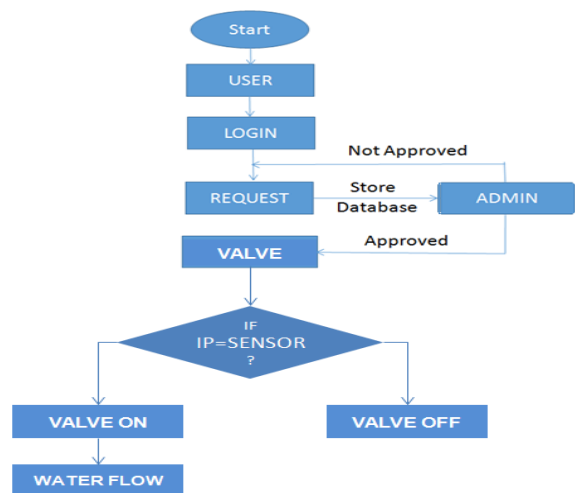 Start
USER
LOGIN
Not Approved
REQUEST
Store
Database
ADMIN
Approved
VALVE
IF
IP=SENSOR
?
VALVE ON
VALVE OFF
WATER FLOW